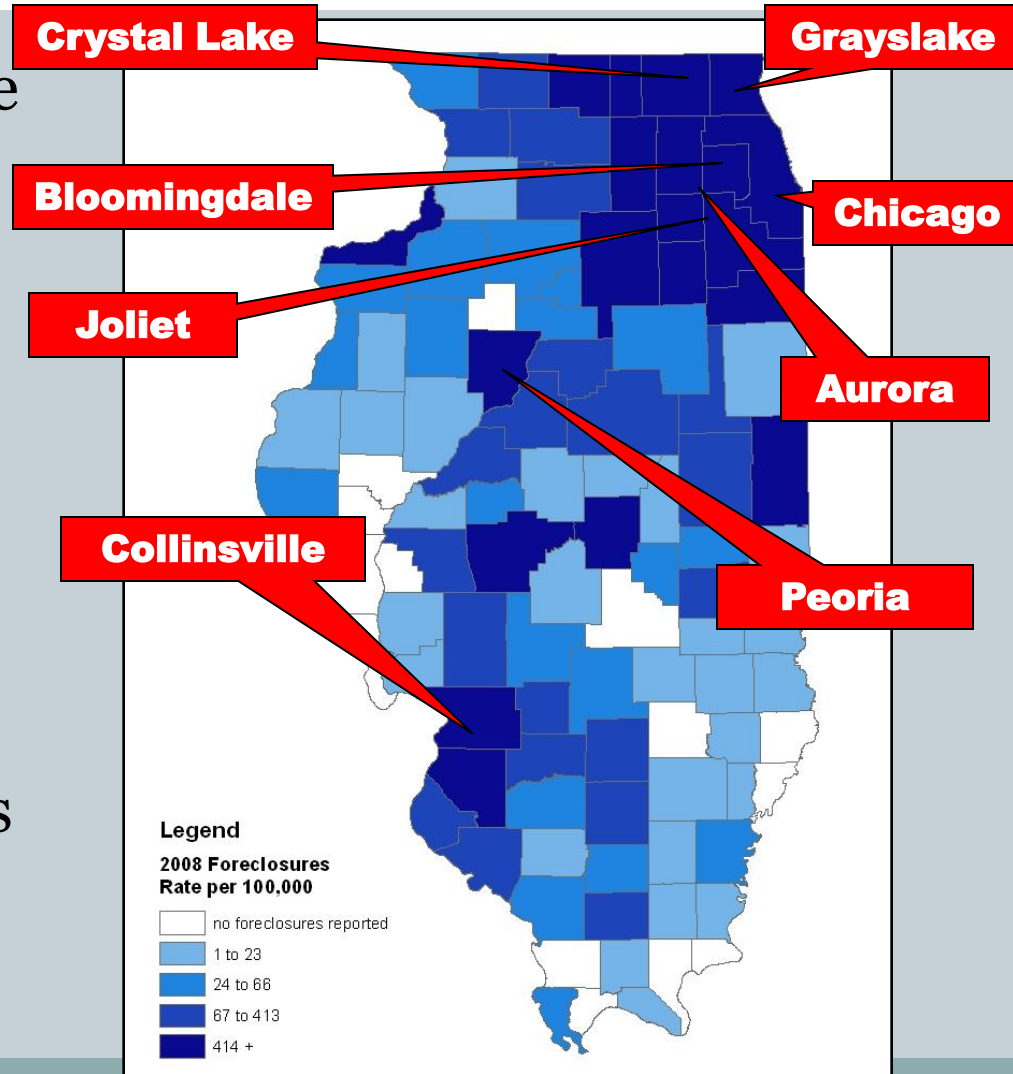 Crystal Lake
Grayslake
e
Bloomingdale
Chicago
Joliet
Aurora
Collinsville
Peoria
s
Legend
2008 Foreclosures
Rate per 100,000
no foreclosures reported
1 to 23
24 to 66
67 to 413
414 +